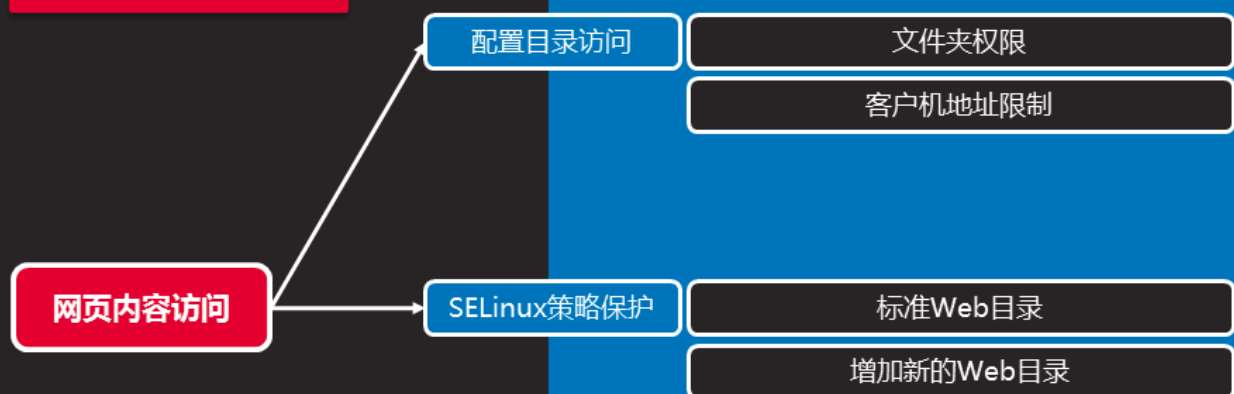 配置目录访问
文件夹权限
客户机地址限制
网页内容访问
SELinux策略保护
标准Web目录
增加新的Web目录